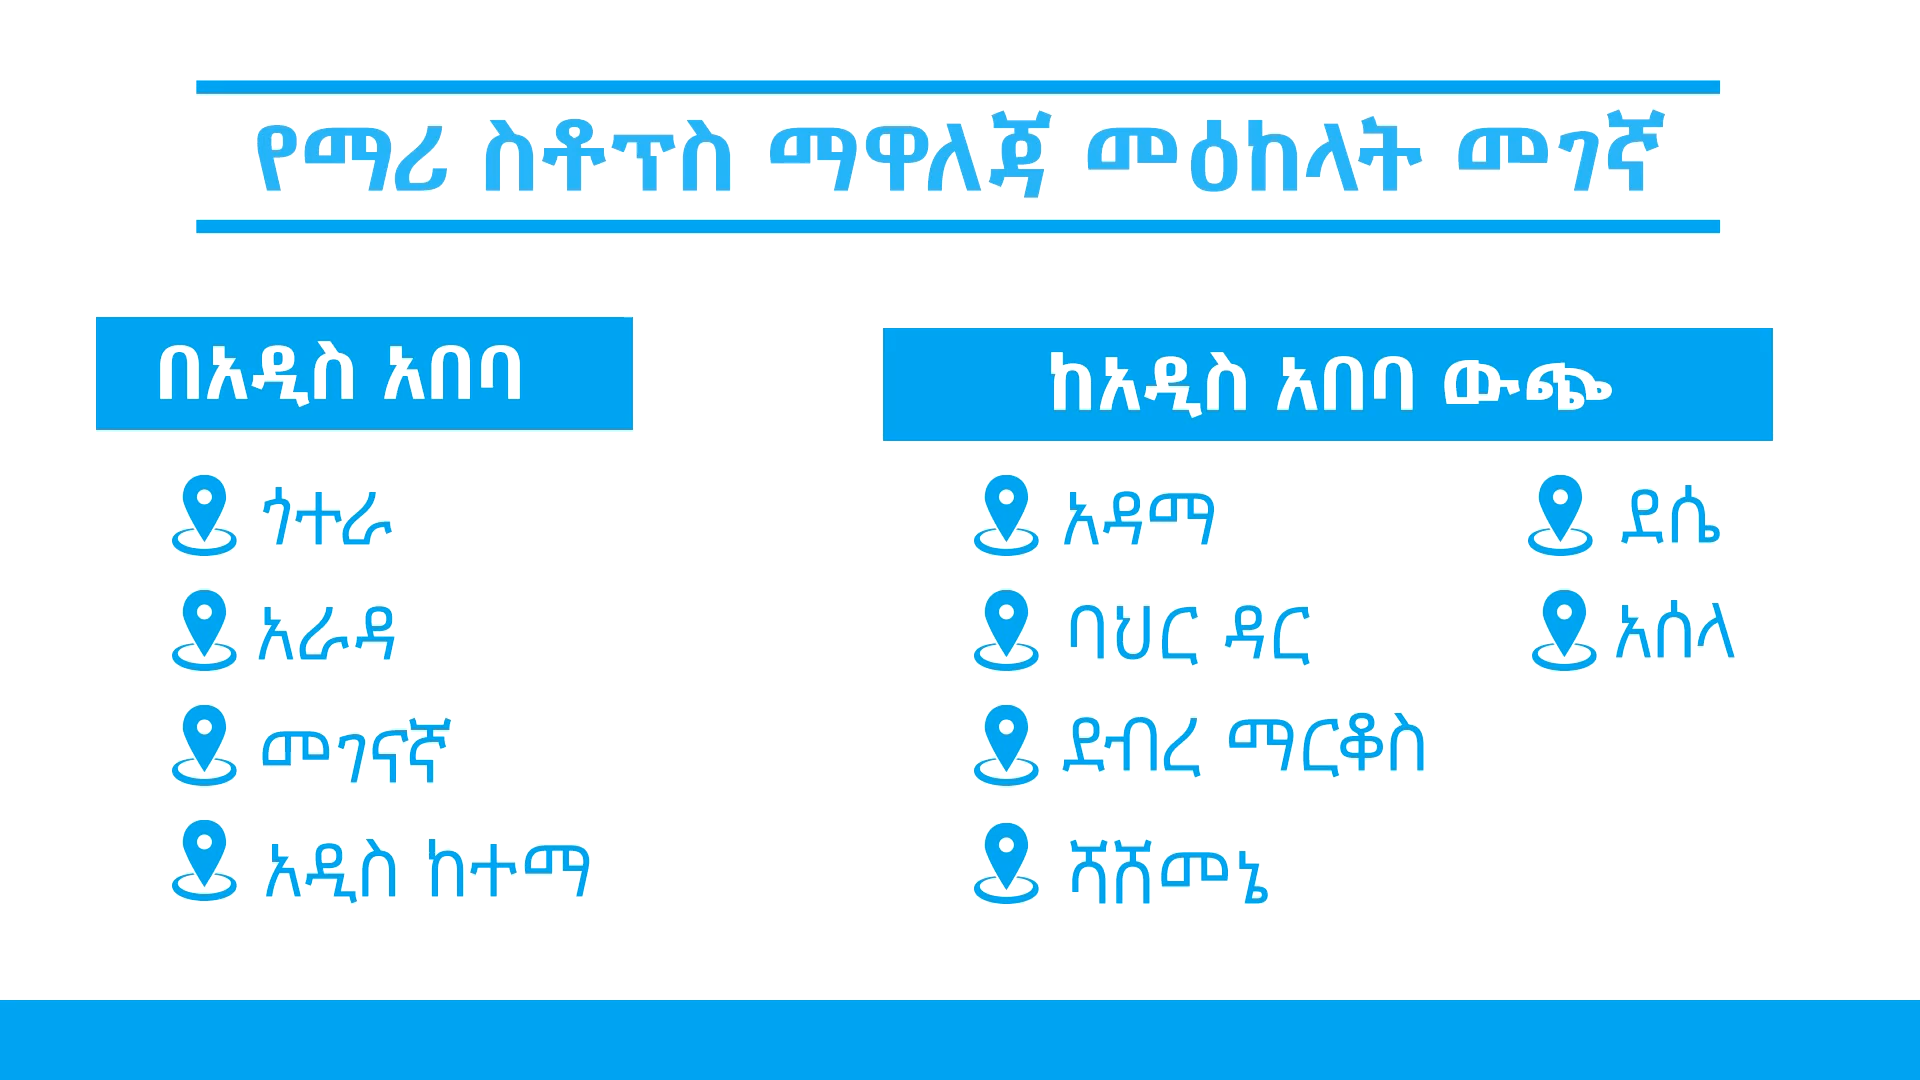 የማሪ ስቶፕስ ማዋለጃ መዕከላት መገኛ
በአዲስ አበባ
ጎተራ
አራዳ
መገናኛ
አዲስ ከተማ
ከአዲስ አበባ ውጭ
አዳማ
ባህር ዳር
ደብረ ማርቆስ
ሻሸመኔ
ደሴ
አሰላ